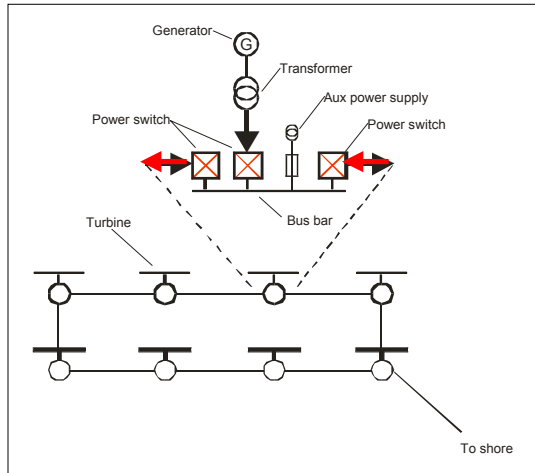 Generator
G
Transformer
Aux power supply
Power switch
Power switch
Bus bar
Turbine
To shore